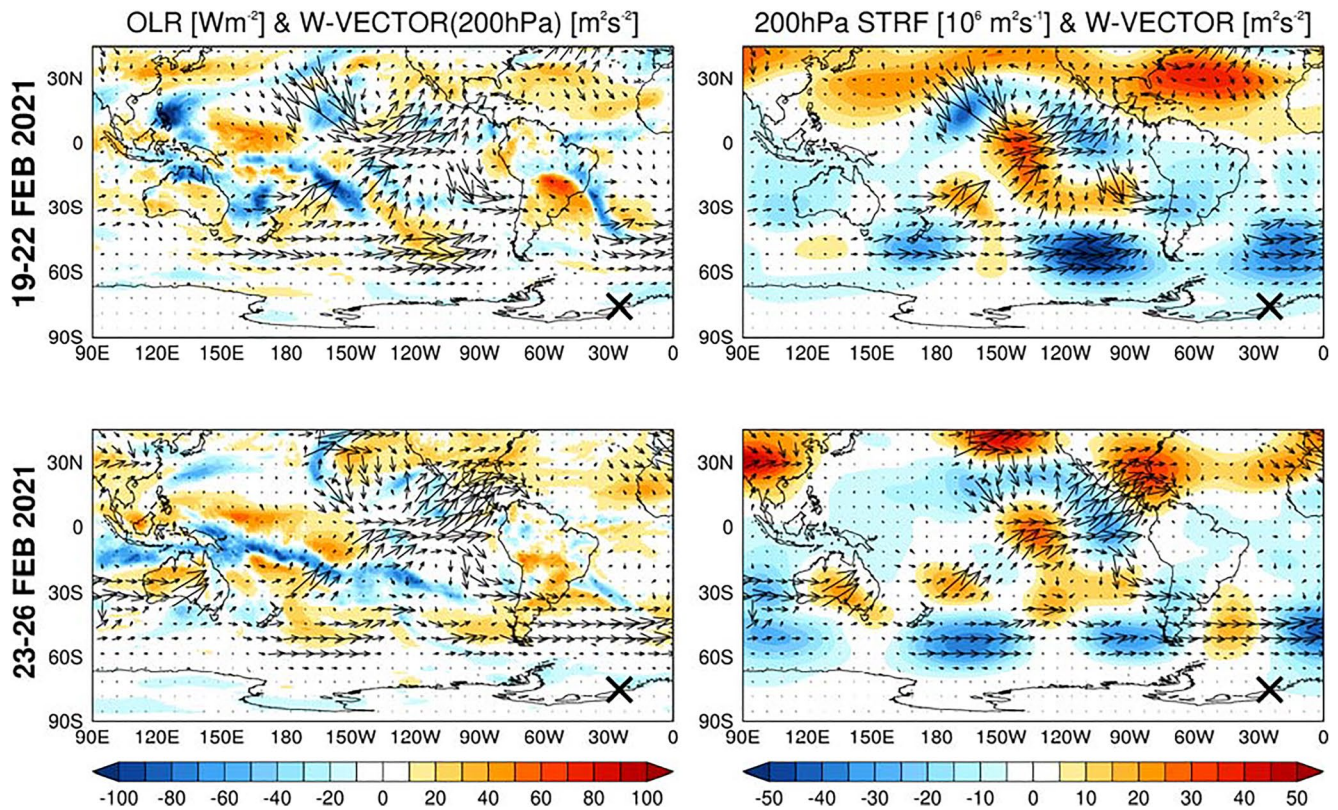 OLR [Wm⁻²] & W-VECTOR(200hPa) [m²s⁻²]
200hPa STRF [10⁶ m²s⁻¹] & W-VECTOR [m²s⁻²]
19-22 FEB 2021
30N
0
30S
60S
90S
90E 120E 150E 180 150W 120W 90W 60W 30W 0
30N
0
30S
60S
90S
90E 120E 150E 180 150W 120W 90W 60W 30W 0
23-26 FEB 2021
30N
0
30S
60S
90S
90E 120E 150E 180 150W 120W 90W 60W 30W 0
30N
0
30S
60S
90S
90E 120E 150E 180 150W 120W 90W 60W 30W 0
-100 -80 -60 -40 -20 0 20 40 60 80 100
-50 -40 -30 -20 -10 0 10 20 30 40 50